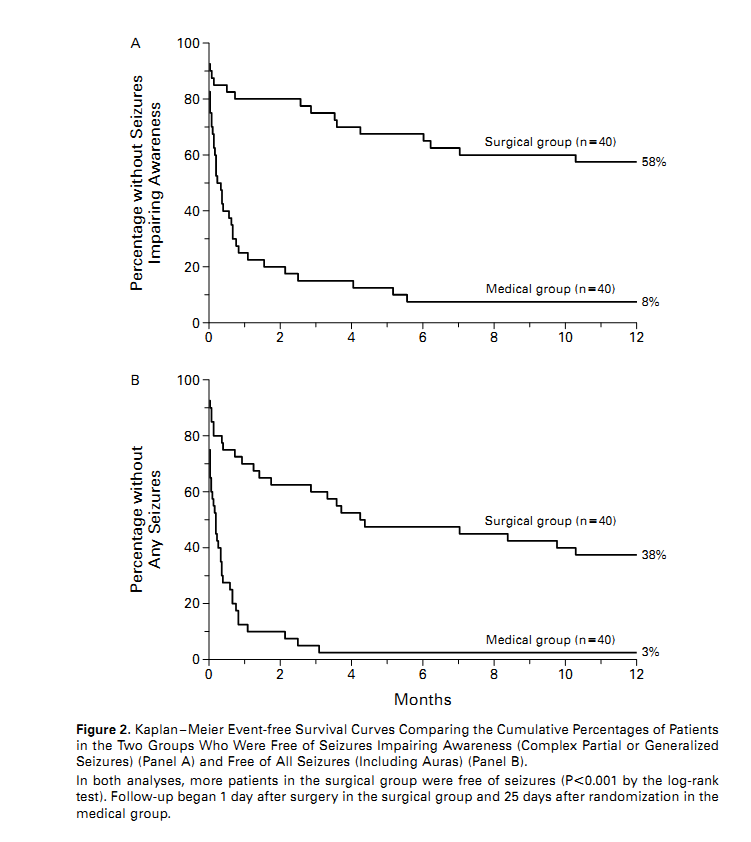 A
Percentage without Seizures
Impairing Awareness
100
80
60
40
20
0
Surgical group (n=40)
58%
Medical group (n=40)
8%
0 2 4 6 8 10 12
B
Percentage without
Any Seizures
100
80
60
40
20
0
Surgical group (n=40)
38%
Medical group (n=40)
3%
0 2 4 6 8 10 12
Months
Figure 2. Kaplan–Meier Event-free Survival Curves Comparing the Cumulative Percentages of Patients
in the Two Groups Who Were Free of Seizures Impairing Awareness (Complex Partial or Generalized
Seizures) (Panel A) and Free of All Seizures (Including Auras) (Panel B).
In both analyses, more patients in the surgical group were free of seizures (P<0.001 by the log-rank
test). Follow-up began 1 day after surgery in the surgical group and 25 days after randomization in the
medical group.